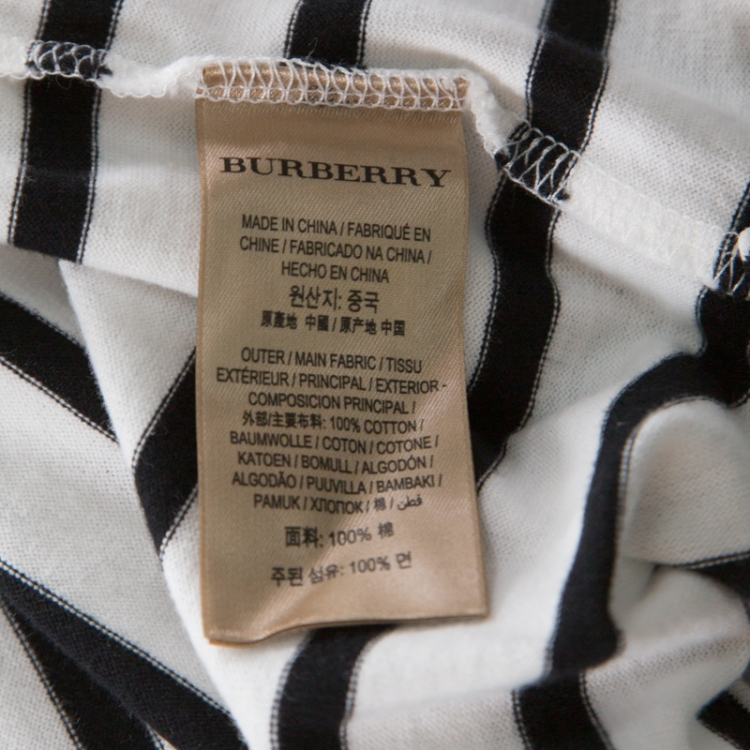 BURBERRY
MADE IN CHINA / FABRIQUÉ EN
CHINE / FABRICADO NA CHINA /
HECHO EN CHINA
원산지: 중국
原產地 中國 / 原产地 中国
OUTER / MAIN FABRIC / TISSU
EXTÉRIEUR / PRINCIPAL / EXTERIOR -
COMPOSICION PRINCIPAL /
外部/主要布料: 100% COTTON /
BAUMWOLLE / COTON / COTONE /
KATOEN / BOMULL / ALGODÓN /
ALGODÃO / PUUVILLA / BAMBAKI /
PAMUK / ХЛОПОК / 棉 / قطن
面料: 100% 棉
주된 섬유: 100% 면